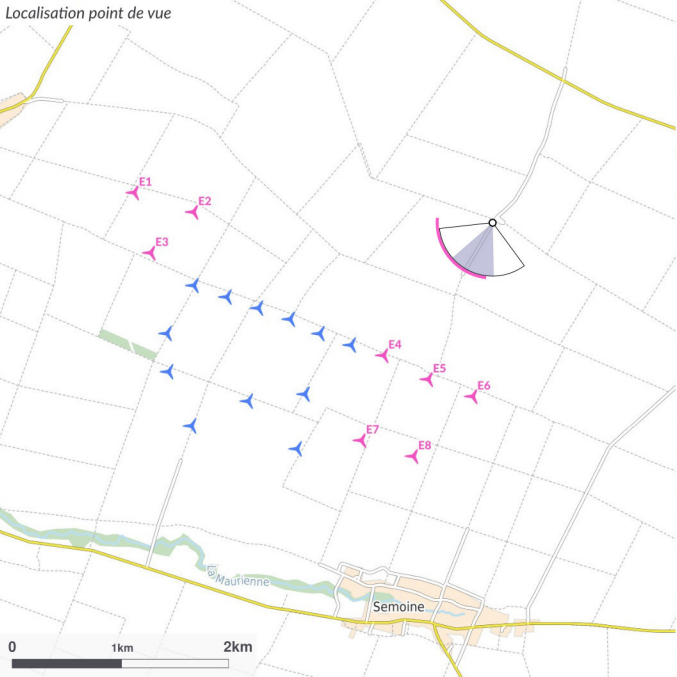 Localisation point de vue
E1
E2
E3
E4
E5
E6
E7
E8
La Maurienne
Semoine
0 1km 2km